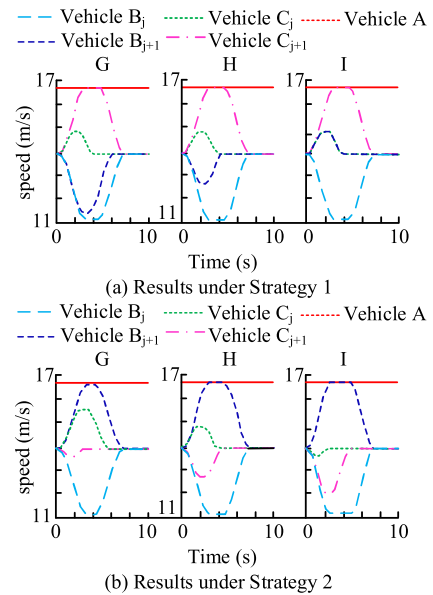 Vehicle Bj Vehicle Cj Vehicle A
Vehicle Bj+1 Vehicle Cj+1
G H I
17
speed (m/s)
11 11
0 10 0 10 0 10
Time (s)
(a) Results under Strategy 1
Vehicle Bj Vehicle Cj Vehicle A
Vehicle Bj+1 Vehicle Cj+1
G H I
17 17 17
speed (m/s)
11 11
0 10 0 10 0 10
Time (s)
(b) Results under Strategy 2